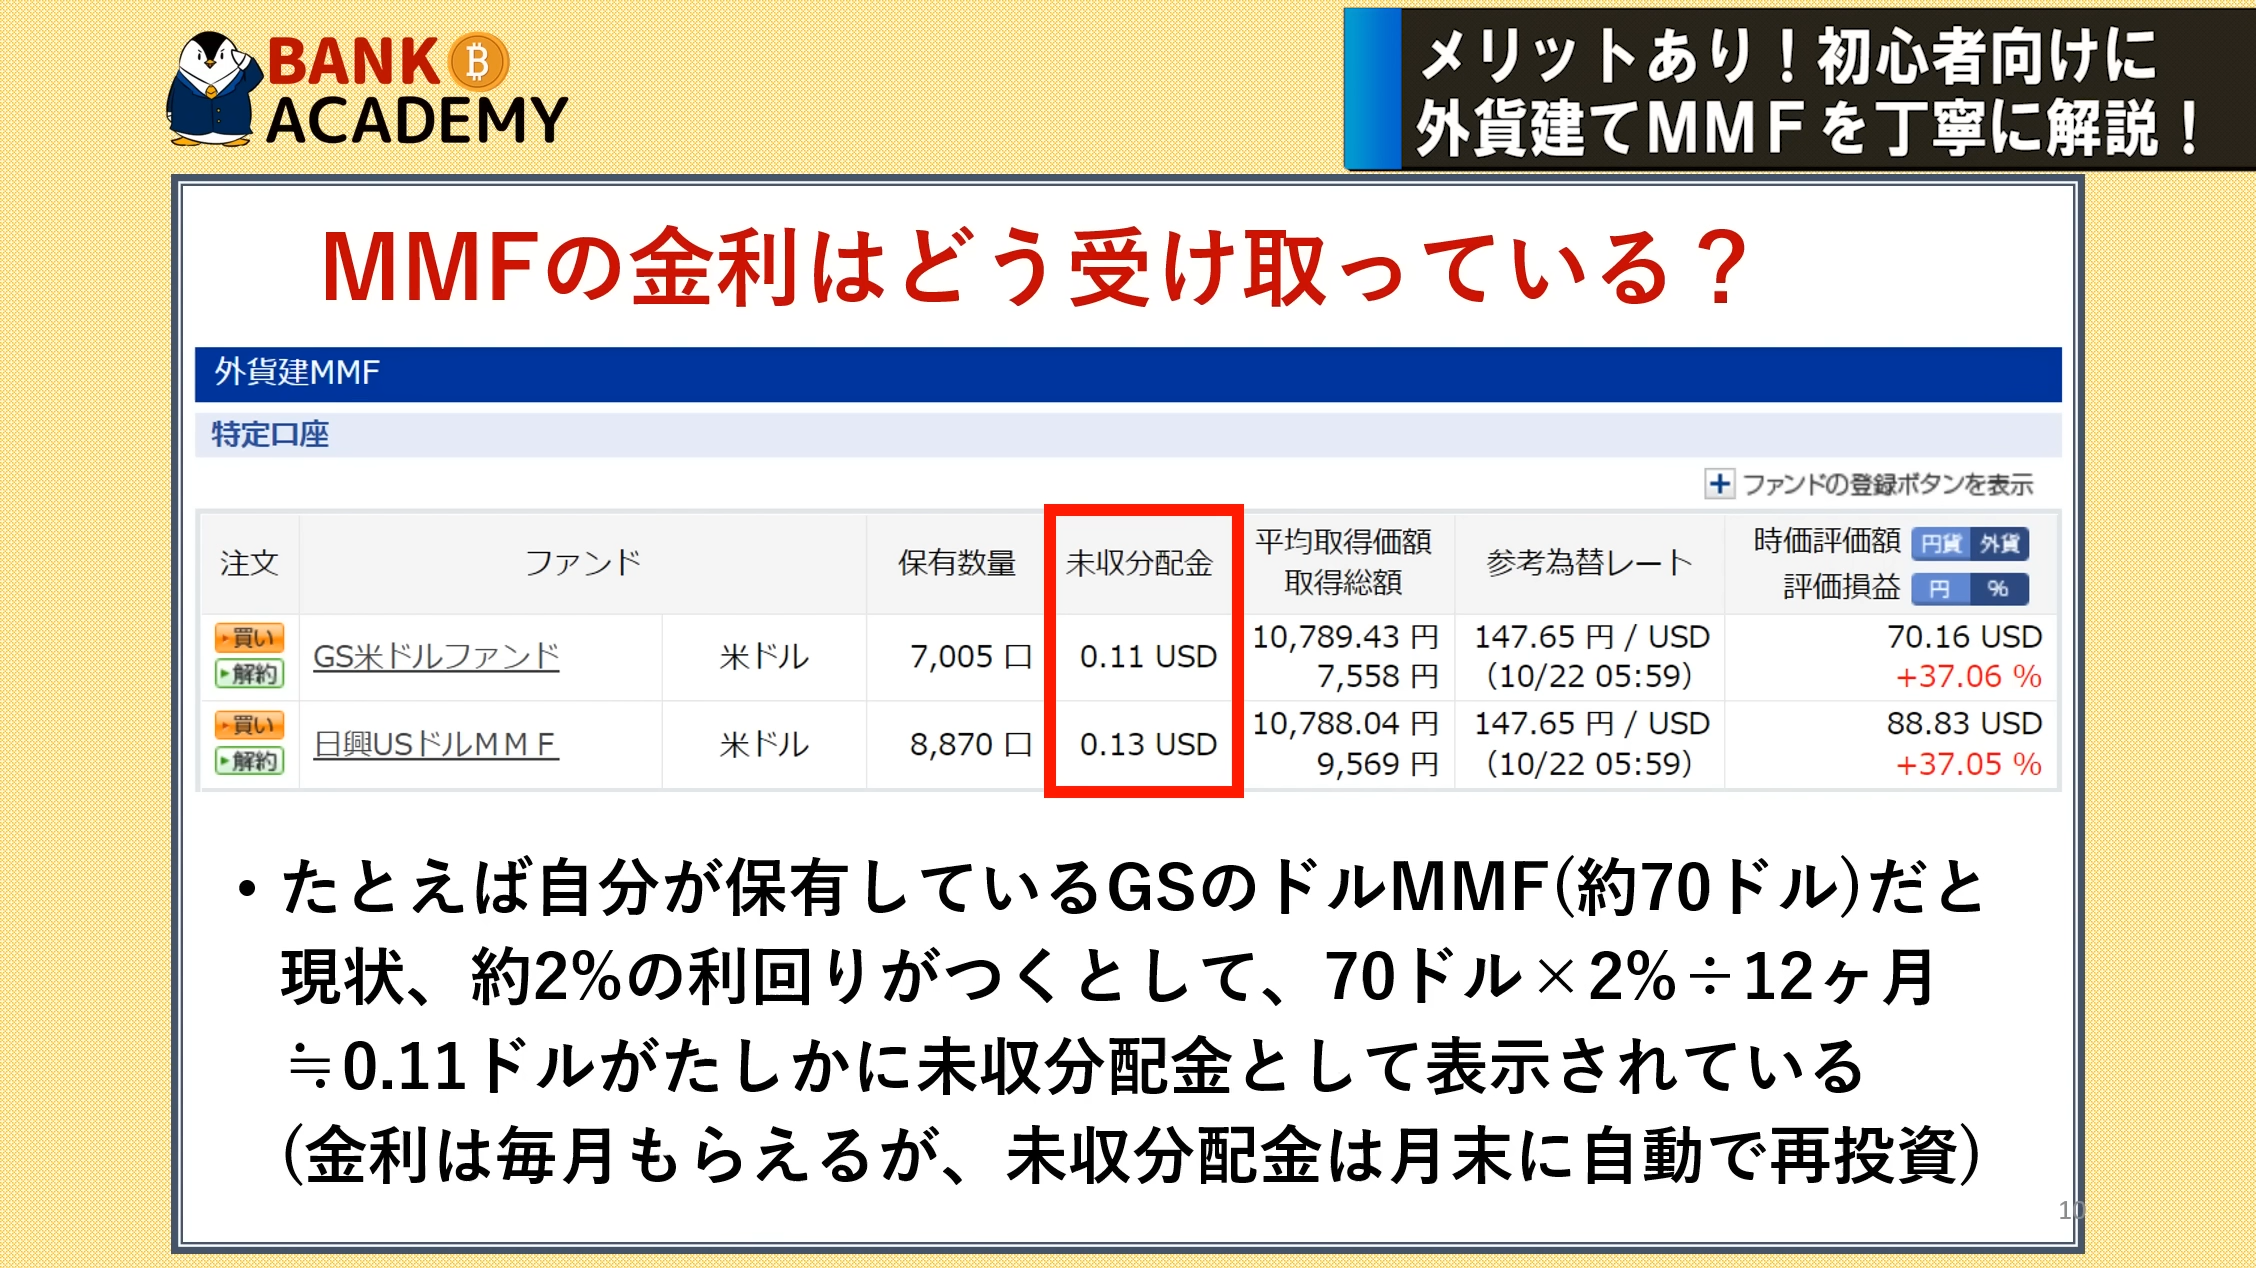 BANK
ACADEMY
メリットあり！初心者向けに
外貨建てMMFを丁寧に解説！
MMFの金利はどう受け取っている？
外貨建MMF
特定口座
ファンドの登録ボタンを表示
注文 ファンド 保有数量 未収分配金 平均取得価額 取得総額 参考為替レート 時価評価額 円貨 外貨 評価損益 円 %
買い 解約 GS米ドルファンド 米ドル 7,005 口 0.11 USD 10,789.43 円 7,558 円 147.65 円 / USD (10/22 05:59) 70.16 USD +37.06 %
買い 解約 日興USドルMMF 米ドル 8,870 口 0.13 USD 10,788.04 円 9,569 円 147.65 円 / USD (10/22 05:59) 88.83 USD +37.05 %
・たとえば自分が保有しているGSのドルMMF(約70ドル)だと
現状、約2%の利回りがつくとして、70ドル×2%÷12ヶ月
≒0.11ドルがたしかに未収分配金として表示されている
(金利は毎月もらえるが、未収分配金は月末に自動で再投資)
10